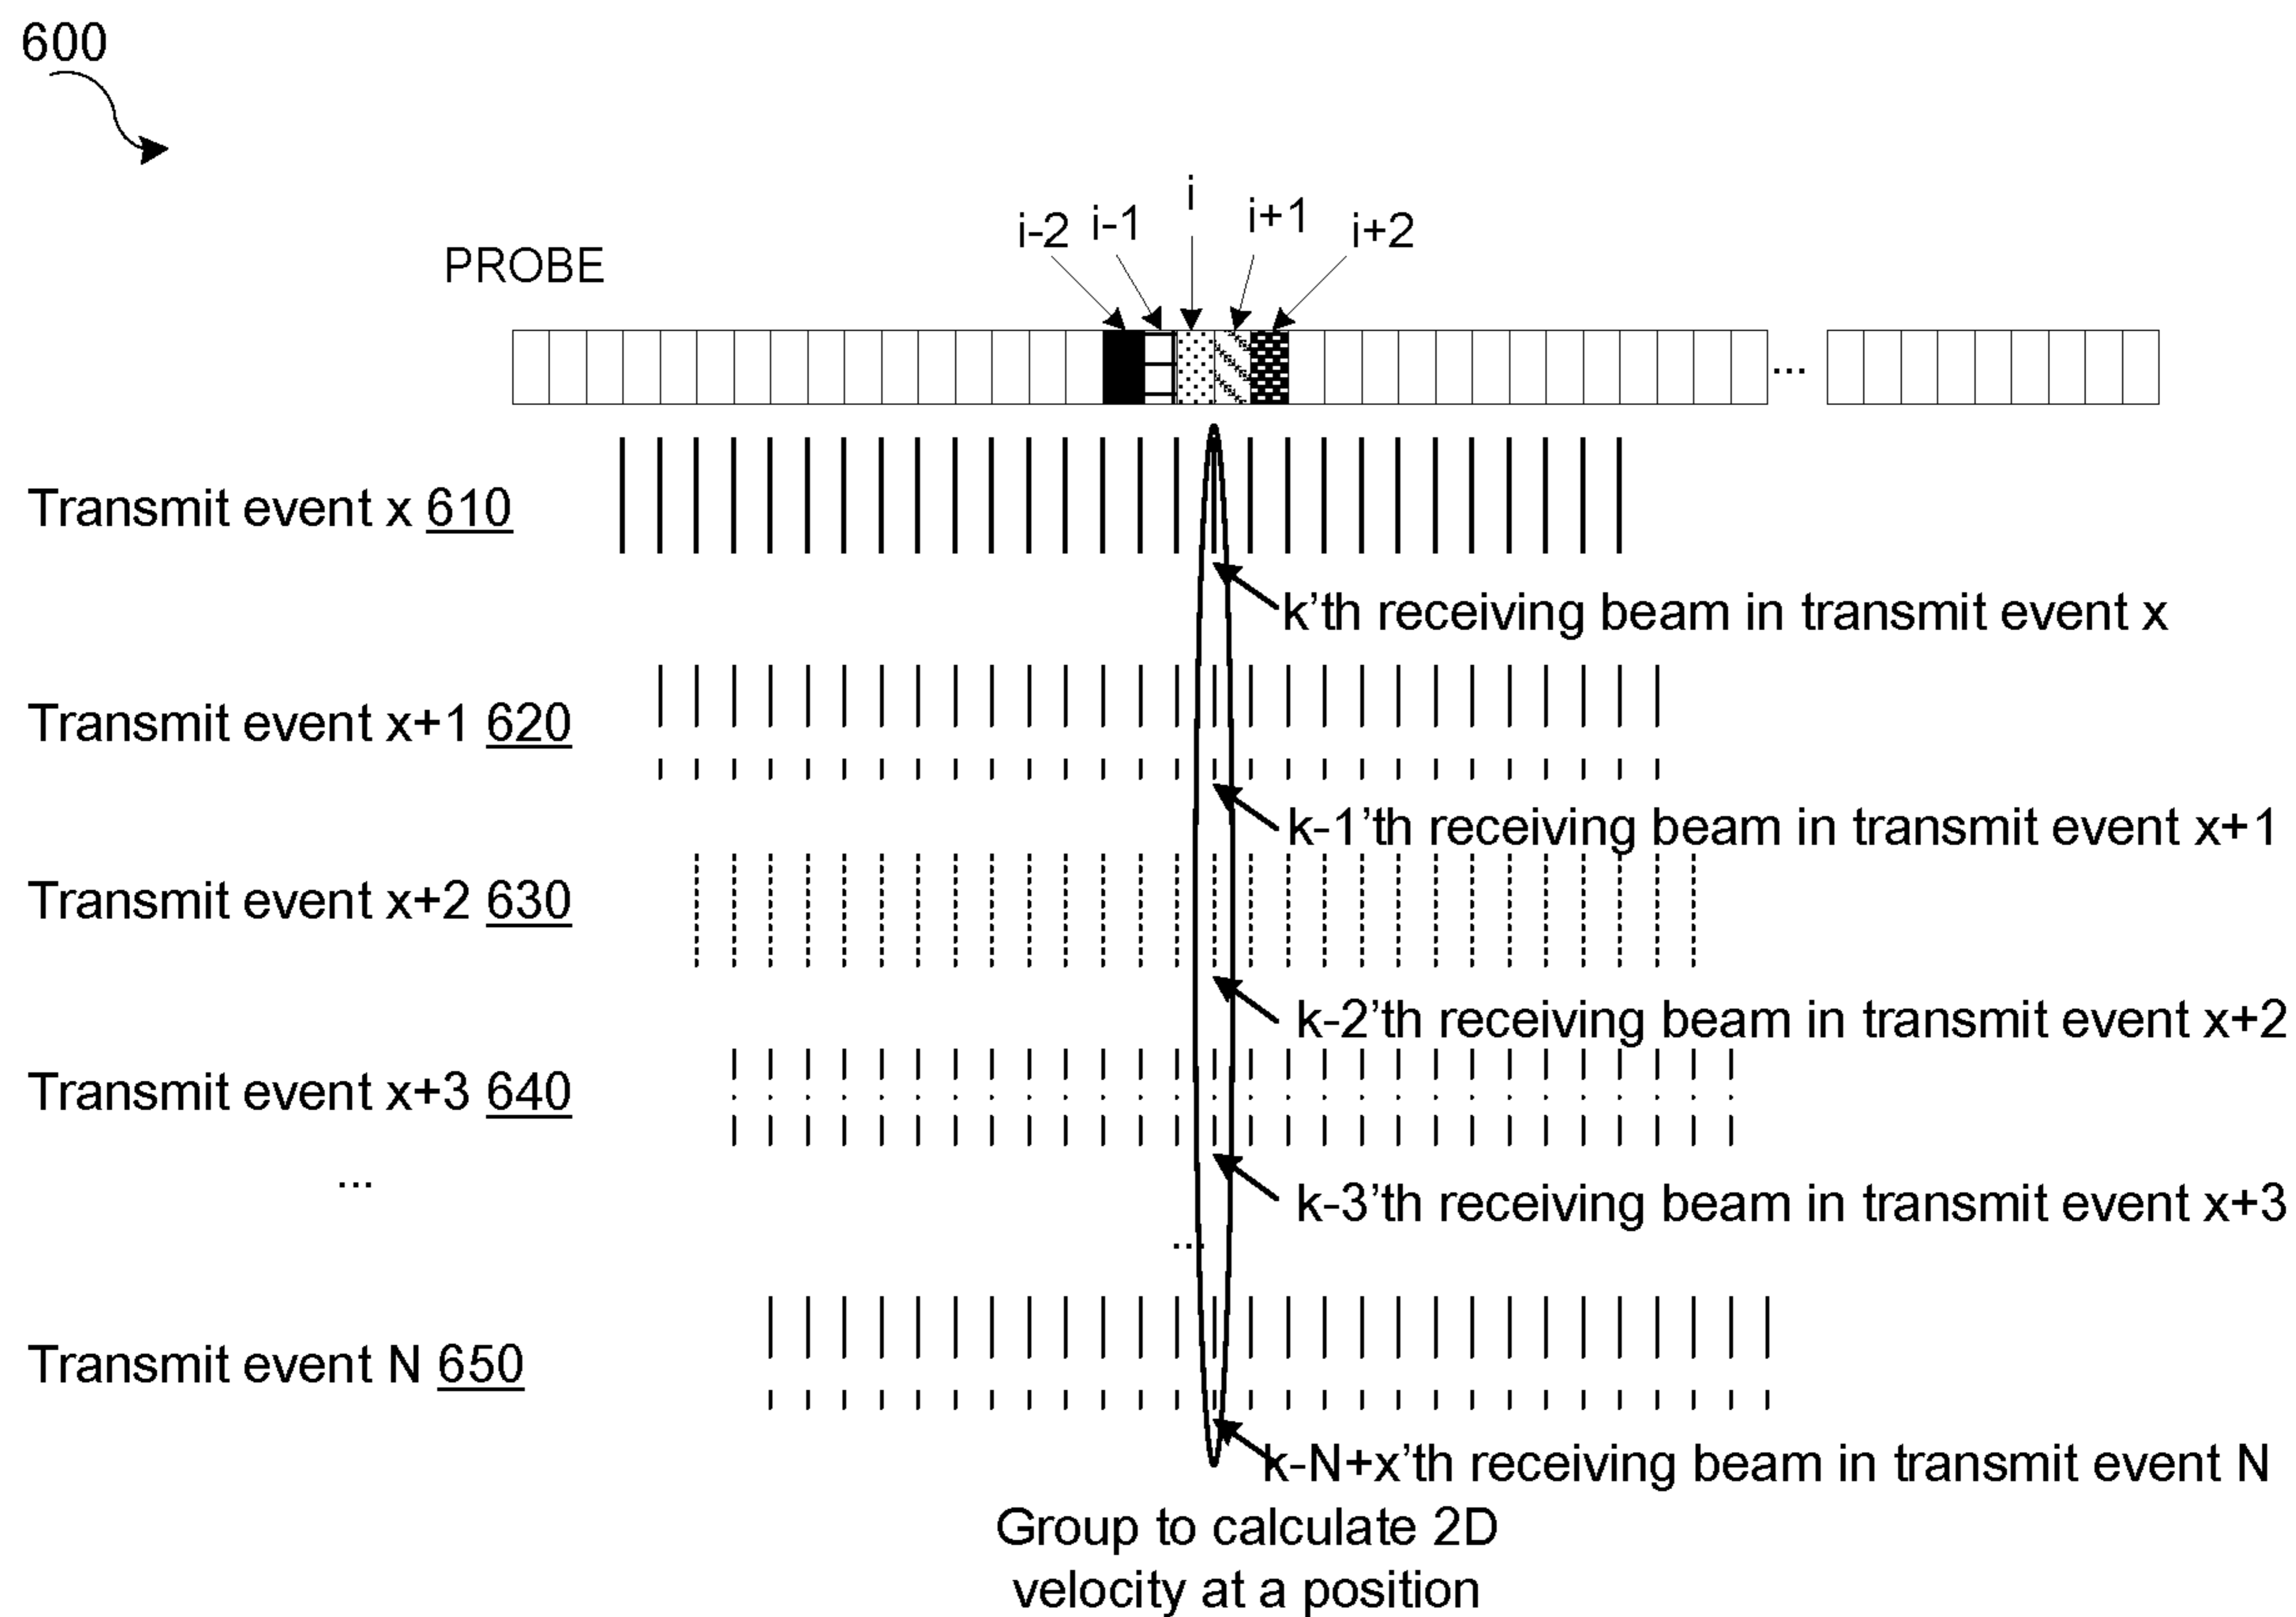 600
i
i-2 i-1 i+1 i+2
PROBE
...
Transmit event x 610
k'th receiving beam in transmit event x
Transmit event x+1 620
k-1'th receiving beam in transmit event x+1
Transmit event x+2 630
k-2'th receiving beam in transmit event x+2
Transmit event x+3 640
...
k-3'th receiving beam in transmit event x+3
...
Transmit event N 650
k-N+x'th receiving beam in transmit event N
Group to calculate 2D
velocity at a position